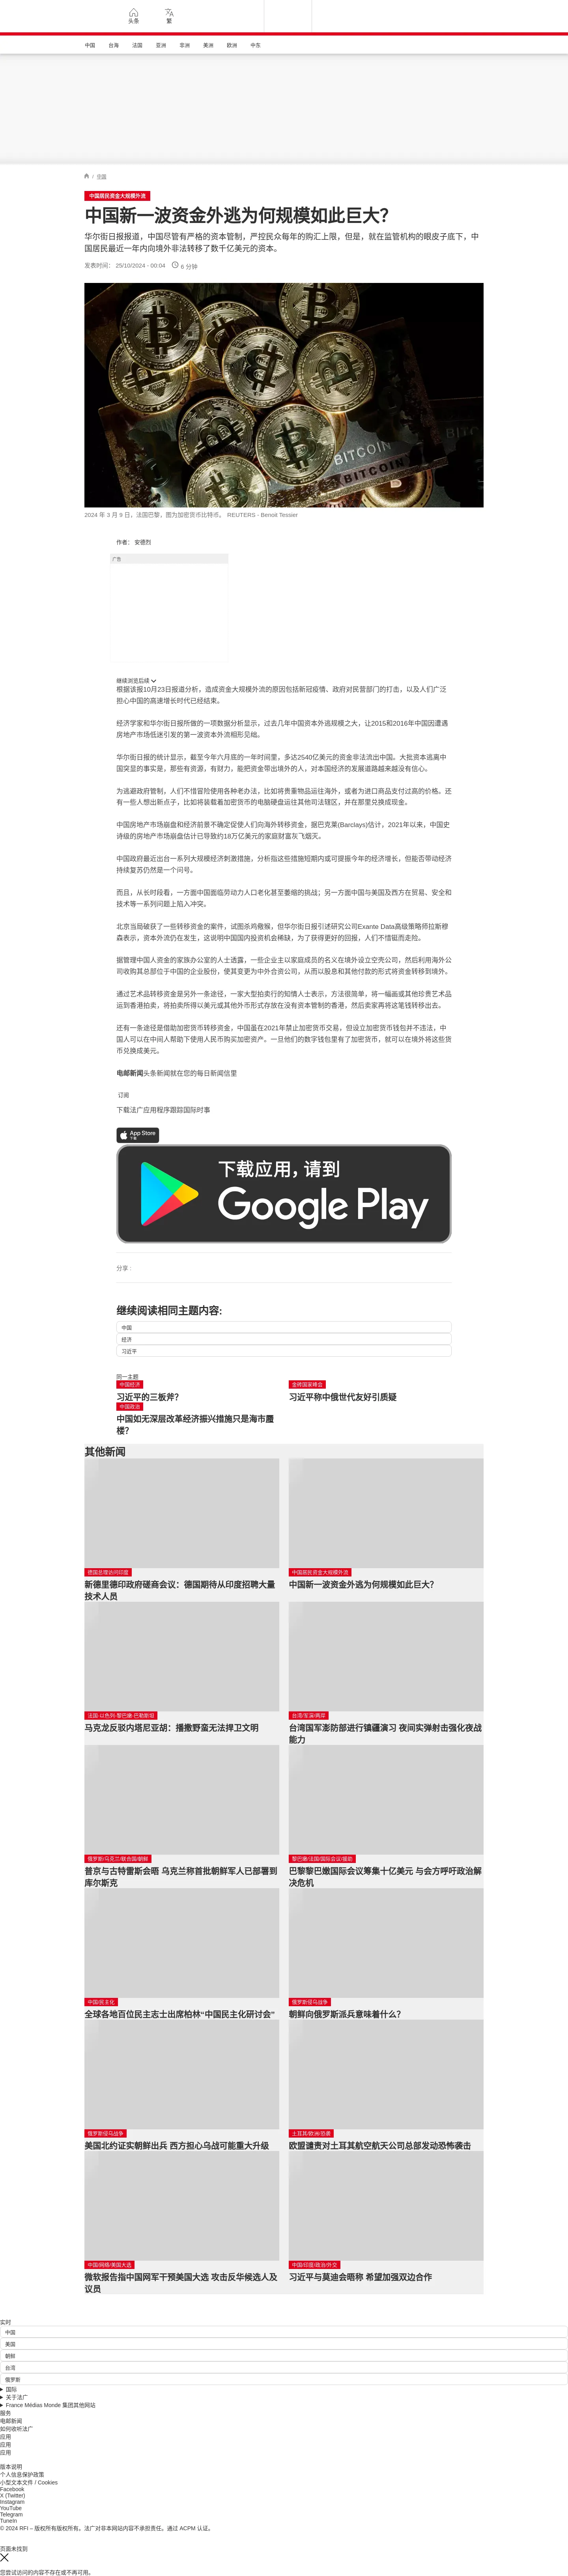 头条
繁
中国
台海
法国
亚洲
非洲
美洲
欧洲
中东
/ 中国
中国居民资金大规模外流
中国新一波资金外逃为何规模如此巨大？
华尔街日报报道，中国尽管有严格的资本管制，严控民众每年的购汇上限，但是，就在监管机构的眼皮子底下，中
国居民最近一年内向境外非法转移了数千亿美元的资本。
发表时间： 25/10/2024 - 00:04 6 分钟
BITCOIN
BITCOIN
2024 年 3 月 9 日，法国巴黎，图为加密货币比特币。 REUTERS - Benoit Tessier
作者： 安德烈
广告
继续浏览后续
根据该报10月23日报道分析，造成资金大规模外流的原因包括新冠疫情、政府对民营部门的打击，以及人们广泛
担心中国的高速增长时代已经结束。
经济学家和华尔街日报所做的一项数据分析显示，过去几年中国资本外逃规模之大，让2015和2016年中国因遭遇
房地产市场低迷引发的第一波资本外流相形见绌。
华尔街日报的统计显示，截至今年六月底的一年时间里，多达2540亿美元的资金非法流出中国。大批资本逃离中
国突显的事实是，那些有资源，有财力，能把资金带出境外的人，对本国经济的发展道路越来越没有信心。
为逃避政府管制，人们不惜冒险使用各种老办法，比如将贵重物品运往海外，或者为进口商品支付过高的价格。还
有一些人想出新点子，比如将装载着加密货币的电脑硬盘运往其他司法辖区，并在那里兑换成现金。
中国房地产市场崩盘和经济前景不确定促使人们向海外转移资金，据巴克莱(Barclays)估计，2021年以来，中国史
诗级的房地产市场崩盘估计已导致约18万亿美元的家庭财富灰飞烟灭。
中国政府最近出台一系列大规模经济刺激措施，分析指这些措施短期内或可提振今年的经济增长，但能否带动经济
持续复苏仍然是一个问号。
而且，从长时段看，一方面中国面临劳动力人口老化甚至萎缩的挑战；另一方面中国与美国及西方在贸易、安全和
技术等一系列问题上陷入冲突。
北京当局破获了一些转移资金的案件，试图杀鸡儆猴，但华尔街日报引述研究公司Exante Data高级策略师拉斯穆
森表示，资本外流仍在发生，这说明中国国内投资机会稀缺，为了获得更好的回报，人们不惜铤而走险。
据管理中国人资金的家族办公室的人士透露，一些企业主以家庭成员的名义在境外设立空壳公司，然后利用海外公
司收购其总部位于中国的企业股份，使其变更为中外合资公司，从而以股息和其他付款的形式将资金转移到境外。
通过艺术品转移资金是另外一条途径，一家大型拍卖行的知情人士表示，方法很简单，将一幅画或其他珍贵艺术品
运到香港拍卖，将拍卖所得以美元或其他外币形式存放在没有资本管制的香港，然后卖家再将这笔钱转移出去。
还有一条途径是借助加密货币转移资金，中国虽在2021年禁止加密货币交易，但设立加密货币钱包并不违法，中
国人可以在中间人帮助下使用人民币购买加密资产。一旦他们的数字钱包里有了加密货币，就可以在境外将这些货
币兑换成美元。
电邮新闻头条新闻就在您的每日新闻信里
订阅
下载法广应用程序跟踪国际时事
App Store
下载应用，请到
Google Play
分享 :
继续阅读相同主题内容:
中国
经济
习近平
同一主题
中国经济
习近平的三板斧？
金砖国家峰会
习近平称中俄世代友好引质疑
中国政治
中国如无深层改革经济振兴措施只是海市蜃
楼？
其他新闻
德国总理访问印度
新德里德印政府磋商会议：德国期待从印度招聘大量
技术人员
中国居民资金大规模外流
中国新一波资金外逃为何规模如此巨大？
法国·以色列·黎巴嫩·巴勒斯坦
马克龙反驳内塔尼亚胡：播撒野蛮无法捍卫文明
台湾/军演/两岸
台湾国军澎防部进行镇疆演习 夜间实弹射击强化夜战
能力
俄罗斯/乌克兰/联合国/朝鲜
普京与古特雷斯会晤 乌克兰称首批朝鲜军人已部署到
库尔斯克
黎巴嫩/法国/国际会议/援助
巴黎黎巴嫩国际会议筹集十亿美元 与会方呼吁政治解
决危机
中国/民主化
全球各地百位民主志士出席柏林“中国民主化研讨会”
俄罗斯侵乌战争
朝鲜向俄罗斯派兵意味着什么？
俄罗斯侵乌战争
美国北约证实朝鲜出兵 西方担心乌战可能重大升级
土耳其/欧洲/恐袭
欧盟谴责对土耳其航空航天公司总部发动恐怖袭击
中国/网络/美国大选
微软报告指中国网军干预美国大选 攻击反华候选人及
议员
中国/印度/政治/外交
习近平与莫迪会晤称 希望加强双边合作
实时
中国
美国
朝鲜
台湾
俄罗斯
国际
关于法广
France Médias Monde 集团其他网站
服务
电邮新闻
如何收听法广
应用
应用
应用
版本说明
个人信息保护政策
小型文本文件 / Cookies
Facebook
X (Twitter)
Instagram
YouTube
Telegram
TuneIn
© 2024 RFI – 版权所有版权所有。法广对非本网站内容不承担责任。通过 ACPM 认证。
页面未找到
您尝试访问的内容不存在或不再可用。